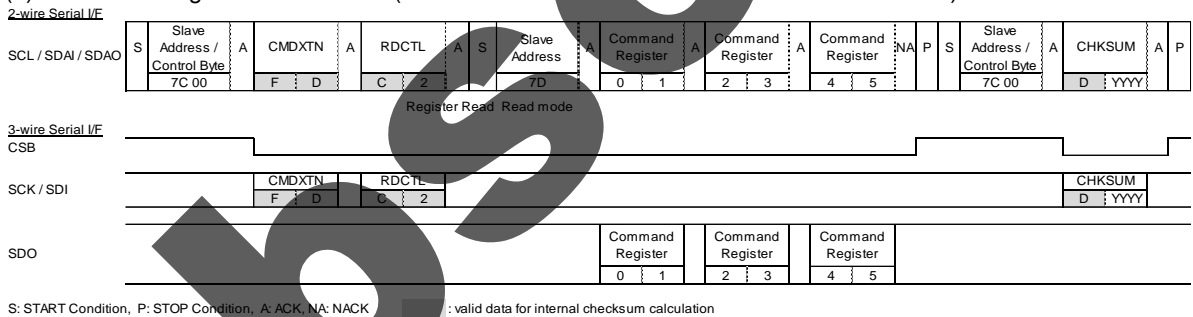 2-wire Serial I/F
SCL / SDAI / SDAO S Slave Address / Control Byte A CMDXTN A RDCTL A S Slave Address A Command Register A Command Register A Command Register NA P S Slave Address / Control Byte A CHKSUM A P
7C 00 F D C 2 7D 0 1 2 3 4 5 7C 00 D YYYY
Register Read Read mode
3-wire Serial I/F
CSB
SCK / SDI CMDXTN RDCTL CHKSUM
F D C 2 D YYYY
SDO Command Register Command Register Command Register
0 1 2 3 4 5
S: START Condition, P: STOP Condition, A: ACK, NA: NACK : valid data for internal checksum calculation